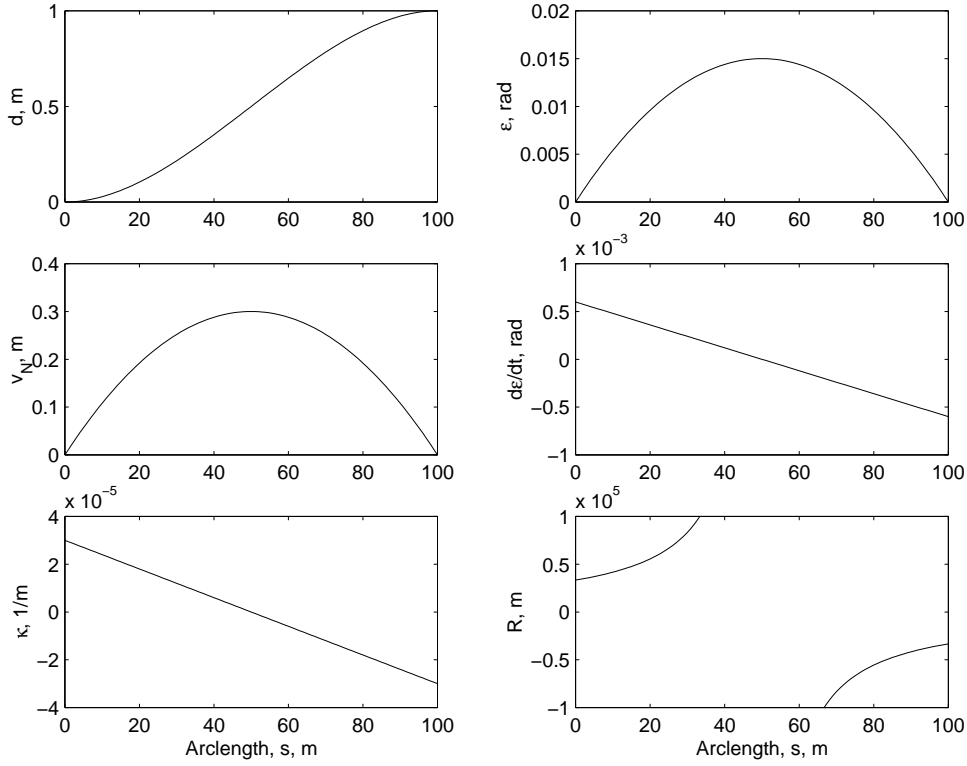 1
0.5
0
d, m
0 20 40 60 80 100
0.02
0.015
0.01
0.005
0
ε, rad
0 20 40 60 80 100
0.4
0.3
0.2
0.1
0
v_N, m
0 20 40 60 80 100
x 10⁻³
1
0.5
0
−0.5
−1
dε/dt, rad
0 20 40 60 80 100
x 10⁻⁵
4
2
0
−2
−4
κ, 1/m
0 20 40 60 80 100
Arclength, s, m
x 10⁵
1
0.5
0
−0.5
−1
R, m
0 20 40 60 80 100
Arclength, s, m